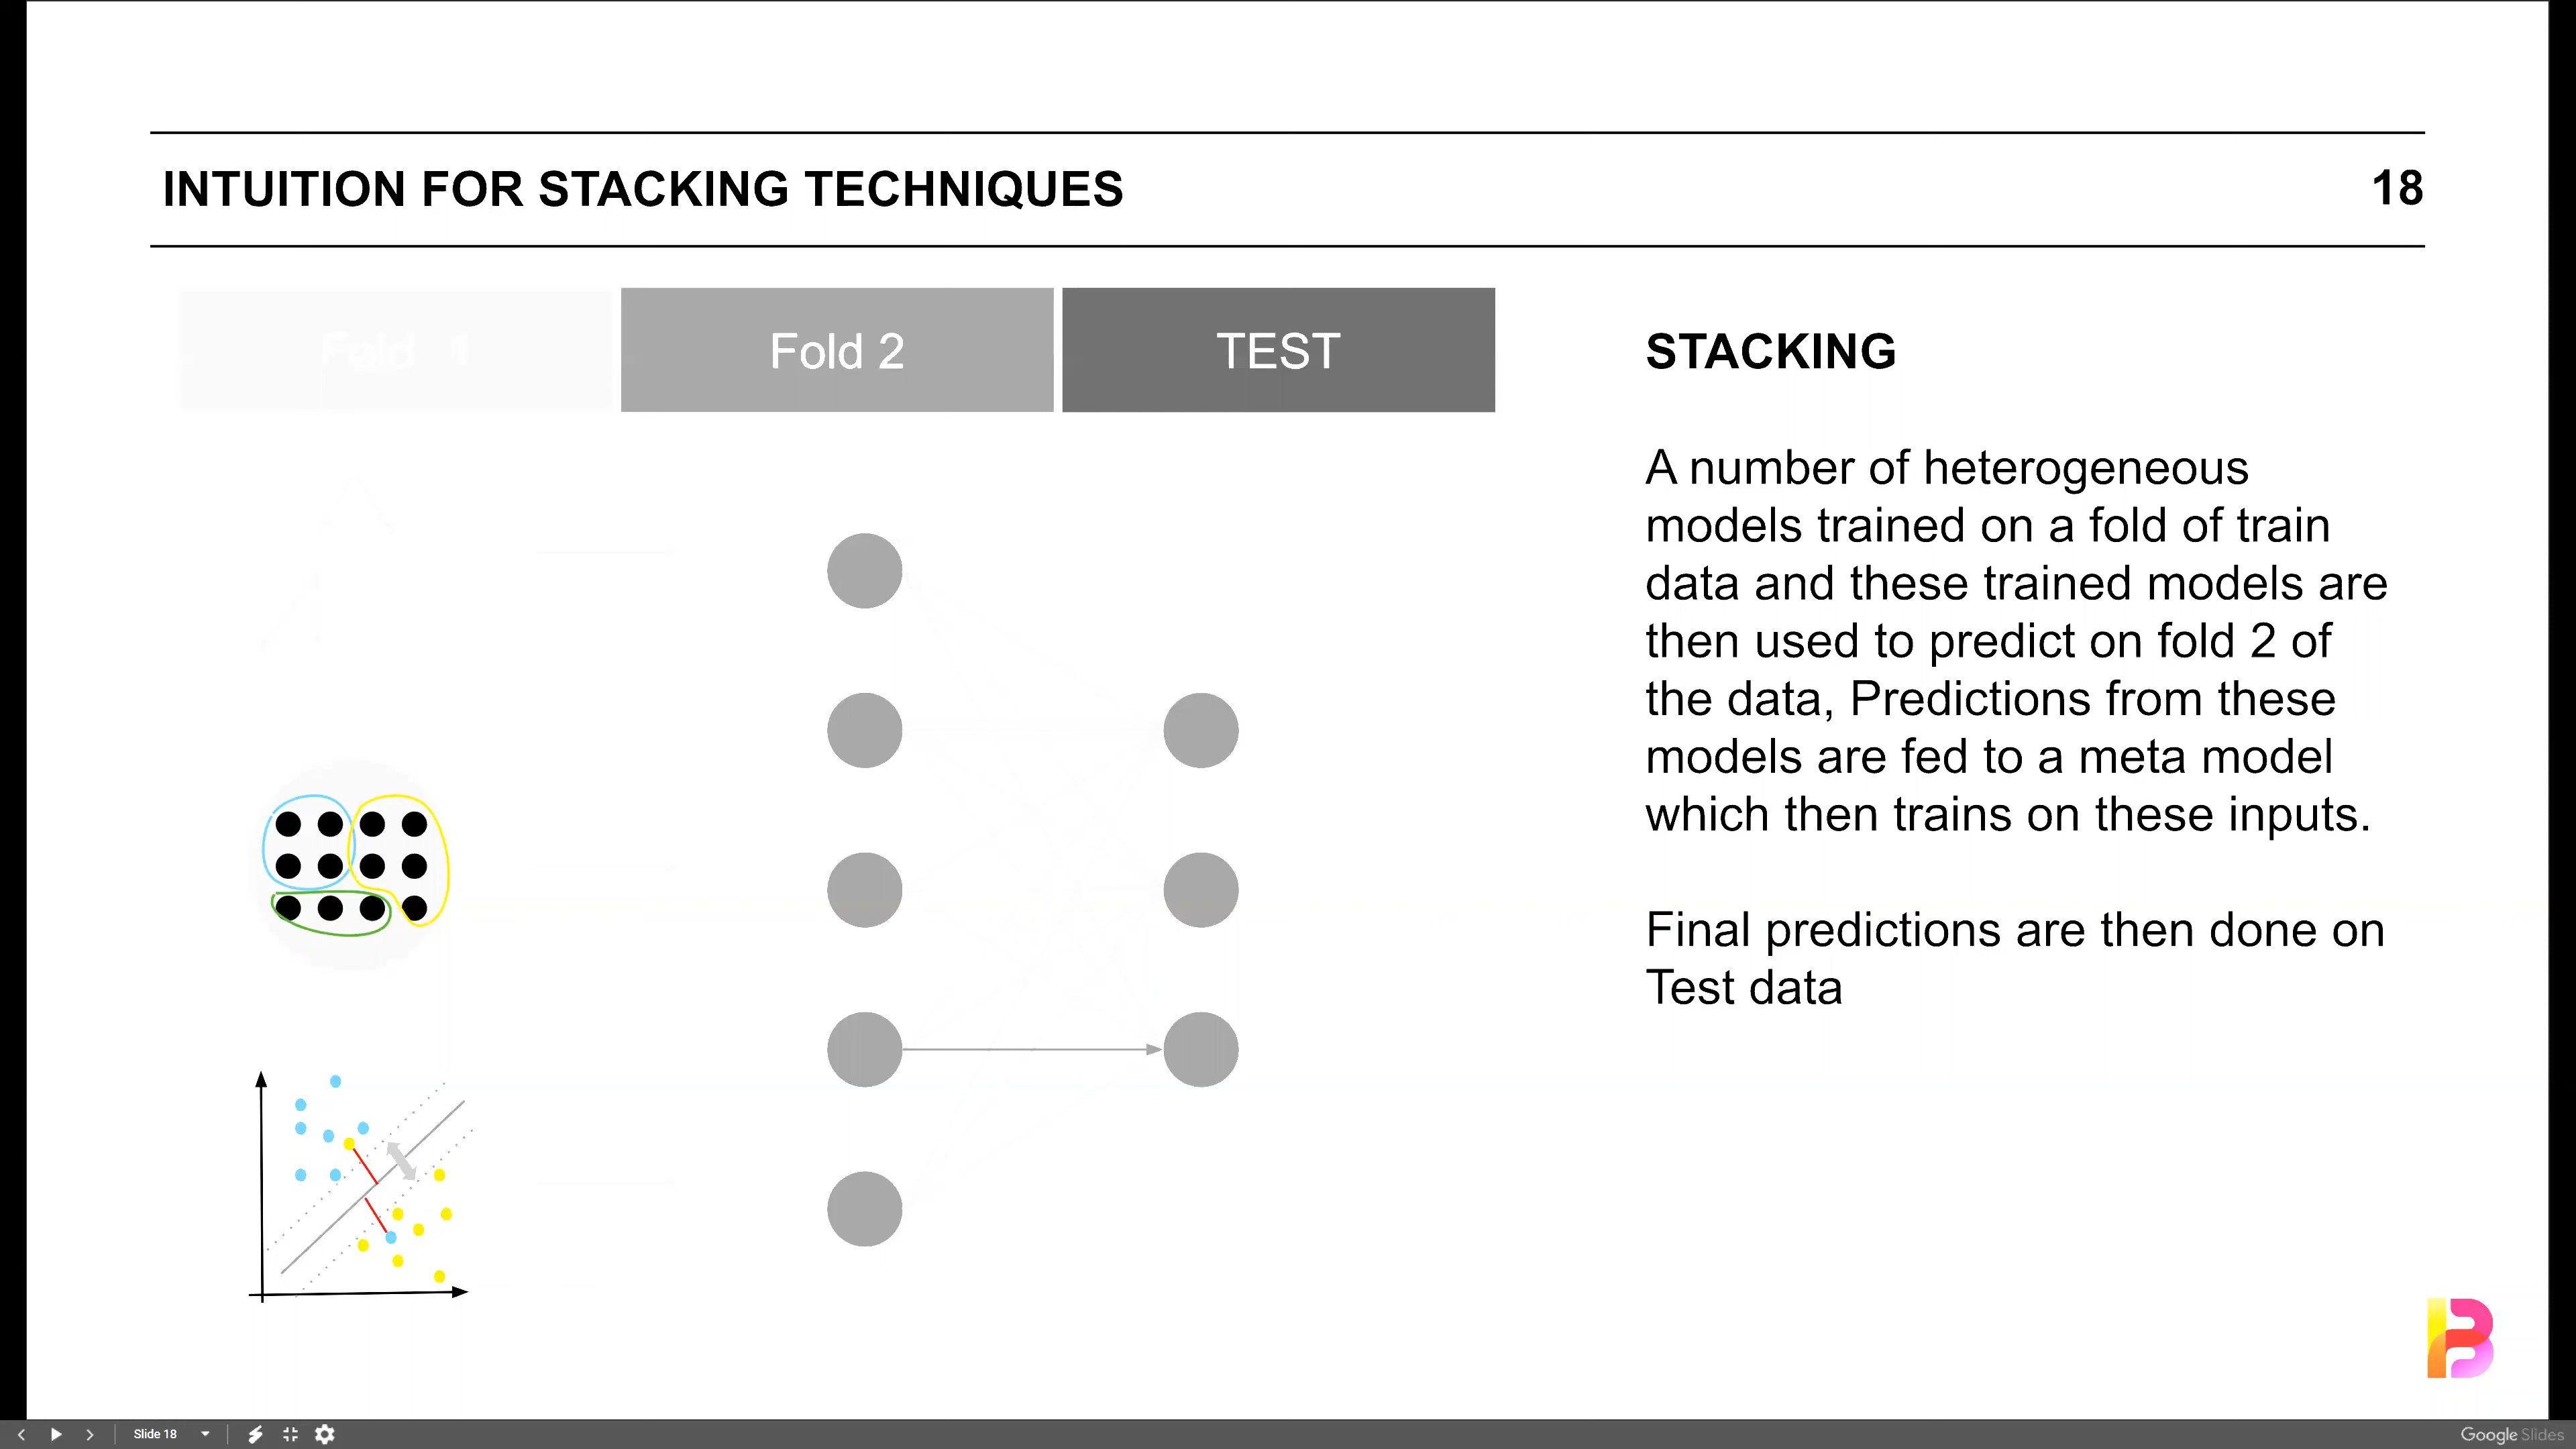 INTUITION FOR STACKING TECHNIQUES
18
Fold 1
Fold 2
TEST
STACKING
A number of heterogeneous
models trained on a fold of train
data and these trained models are
then used to predict on fold 2 of
the data, Predictions from these
models are fed to a meta model
which then trains on these inputs.
Final predictions are then done on
Test data
Slide 18
Google Slides